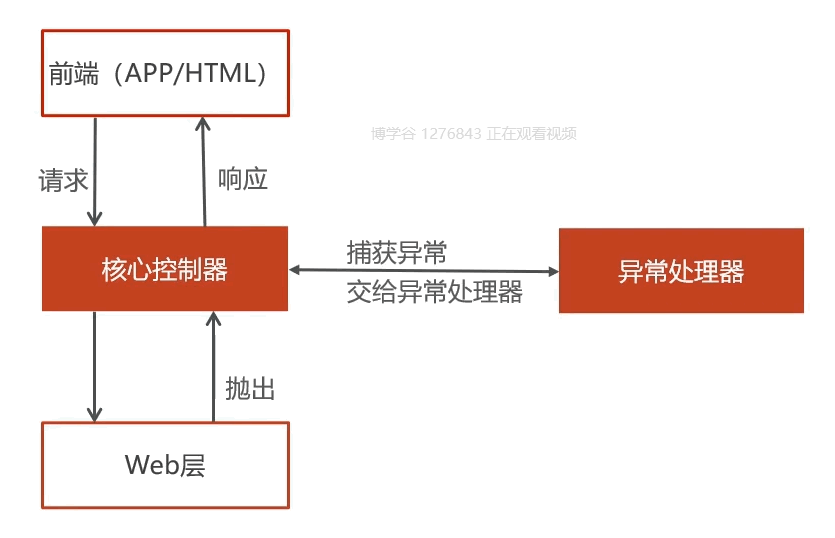 前端（APP/HTML）
博学谷 1276843 正在观看视频
请求
响应
核心控制器
捕获异常
交给异常处理器
异常处理器
抛出
Web层